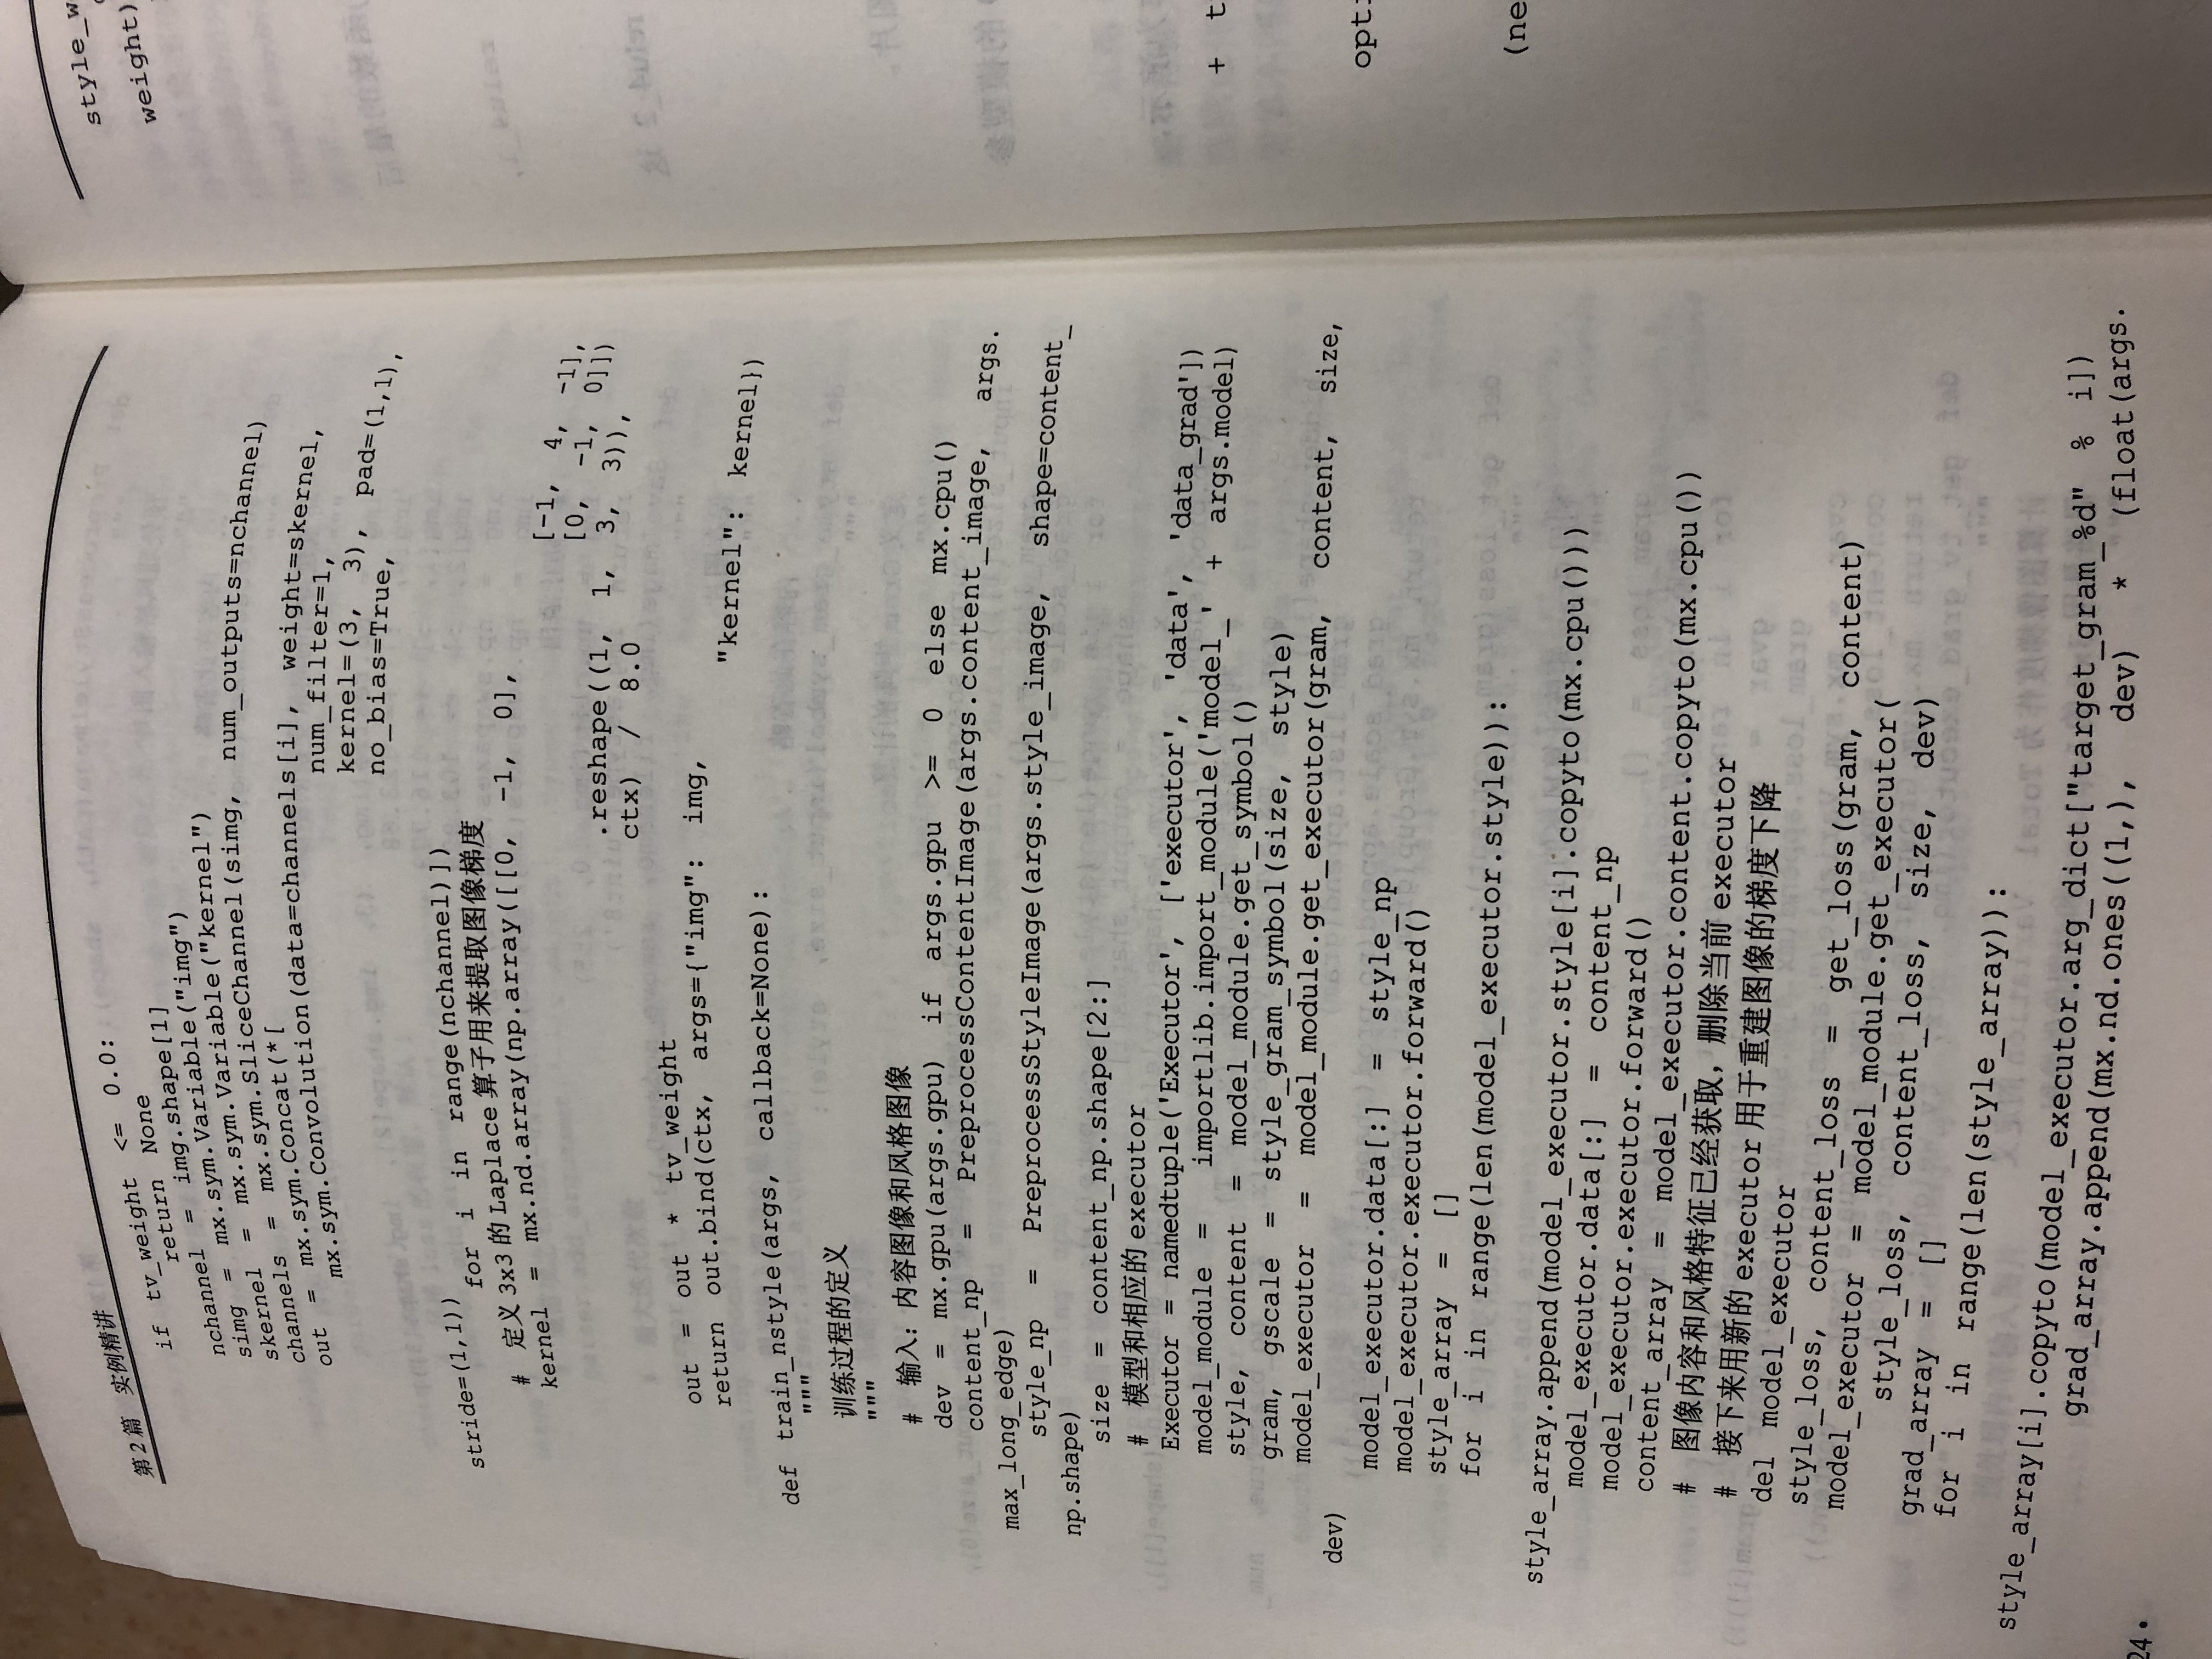 第2篇 实例精讲
if tv_weight <= 0.0:
return None
nchannel = img.shape[1]
simg = mx.sym.Variable("img")
skernel = mx.sym.Variable("kernel")
channels = mx.sym.SliceChannel(simg, num_outputs=nchannel)
out = mx.sym.Concat(*[
mx.sym.Convolution(data=channels[i], weight=skernel,
num_filter=1,
kernel=(3, 3), pad=(1,1),
no_bias=True,
stride=(1,1))
for i in range(nchannel)])
# 定义 3x3 的 Laplace 算子用来提取图像梯度
kernel = mx.nd.array(np.array([[0, -1, 0],
[-1, 4, -1],
[0, -1, 0]])
.reshape((1, 1, 3, 3)),
ctx) / 8.0
out = out * tv_weight
return out.bind(ctx, args={"img": img,
"kernel": kernel})
def train_nstyle(args, callback=None):
"""
训练过程的定义
"""
# 输入：内容图像和风格图像
dev = mx.gpu(args.gpu) if args.gpu >= 0 else mx.cpu()
content_np = PreprocessContentImage(args.content_image, args.
max_long_edge)
style_np = PreprocessStyleImage(args.style_image, shape=content_
np.shape)
size = content_np.shape[2:]
# 模型和相应的 executor
Executor = namedtuple('Executor', ['executor', 'data', 'data_grad'])
model_module = importlib.import_module('model_' + args.model)
style, content = model_module.get_symbol()
gram, gscale = style_gram_symbol(size, style)
model_executor = model_module.get_executor(gram, content, size,
dev)
model_executor.data[:] = style_np
model_executor.executor.forward()
style_array = []
for i in range(len(model_executor.style)):
style_array.append(model_executor.style[i].copyto(mx.cpu()))
model_executor.data[:] = content_np
model_executor.executor.forward()
content_array = model_executor.content.copyto(mx.cpu())
# 图像内容和风格特征已经获取，删除当前 executor
# 接下来用新的 executor 用于重建图像的梯度下降
del model_executor
style_loss, content_loss = get_loss(gram, content)
model_executor = model_module.get_executor(
style_loss, content_loss, size, dev)
grad_array = []
for i in range(len(style_array)):
style_array[i].copyto(model_executor.arg_dict["target_gram_%d" % i])
grad_array.append(mx.nd.ones((1,), dev) * (float(args.
24 •
style_w
weight)
+ t
opti
(ne